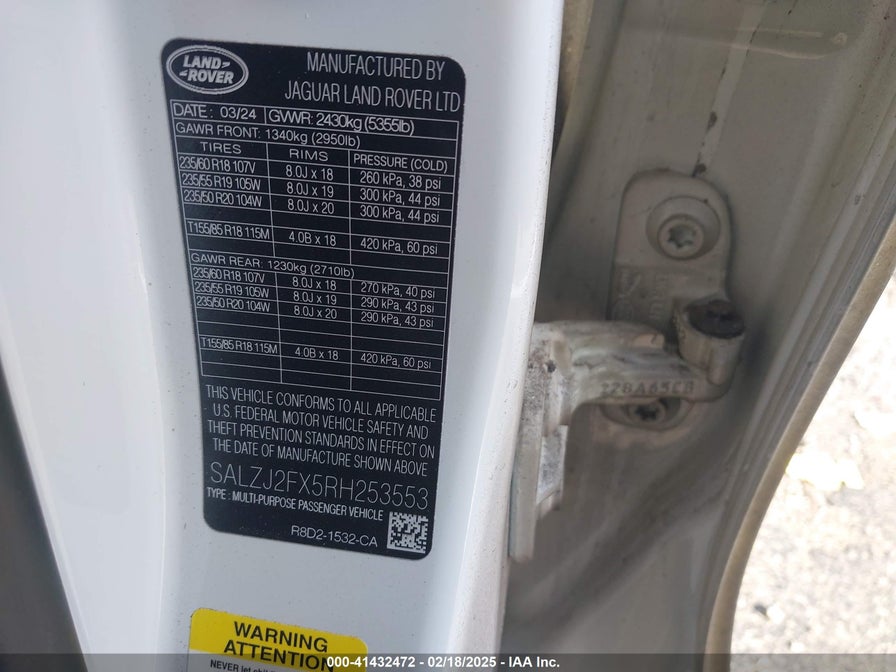 LAND
ROVER
MANUFACTURED BY
JAGUAR LAND ROVER LTD
DATE: 03/24 GVWR: 2430kg (5355lb)
GAWR FRONT: 1340kg (2950lb)
TIRES RIMS PRESSURE (COLD)
235/60 R18 107V 8.0J x 18 260 kPa, 38 psi
235/55 R19 105W 8.0J x 19 300 kPa, 44 psi
235/50 R20 104W 8.0J x 20 300 kPa, 44 psi
T155/85 R18 115M 4.0B x 18 420 kPa, 60 psi
GAWR REAR: 1230kg (2710lb)
235/60 R18 107V 8.0J x 18 270 kPa, 40 psi
235/55 R19 105W 8.0J x 19 290 kPa, 43 psi
235/50 R20 104W 8.0J x 20 290 kPa, 43 psi
T155/85 R18 115M 4.0B x 18 420 kPa, 60 psi
THIS VEHICLE CONFORMS TO ALL APPLICABLE
U.S. FEDERAL MOTOR VEHICLE SAFETY AND
THEFT PREVENTION STANDARDS IN EFFECT ON
THE DATE OF MANUFACTURE SHOWN ABOVE
SALZJ2FX5RH253553
TYPE : MULTI-PURPOSE PASSENGER VEHICLE
R8D2-1532-CA
WARNING
ATTENTION
NEVER let
000-41432472 - 02/18/2025 - IAA Inc.